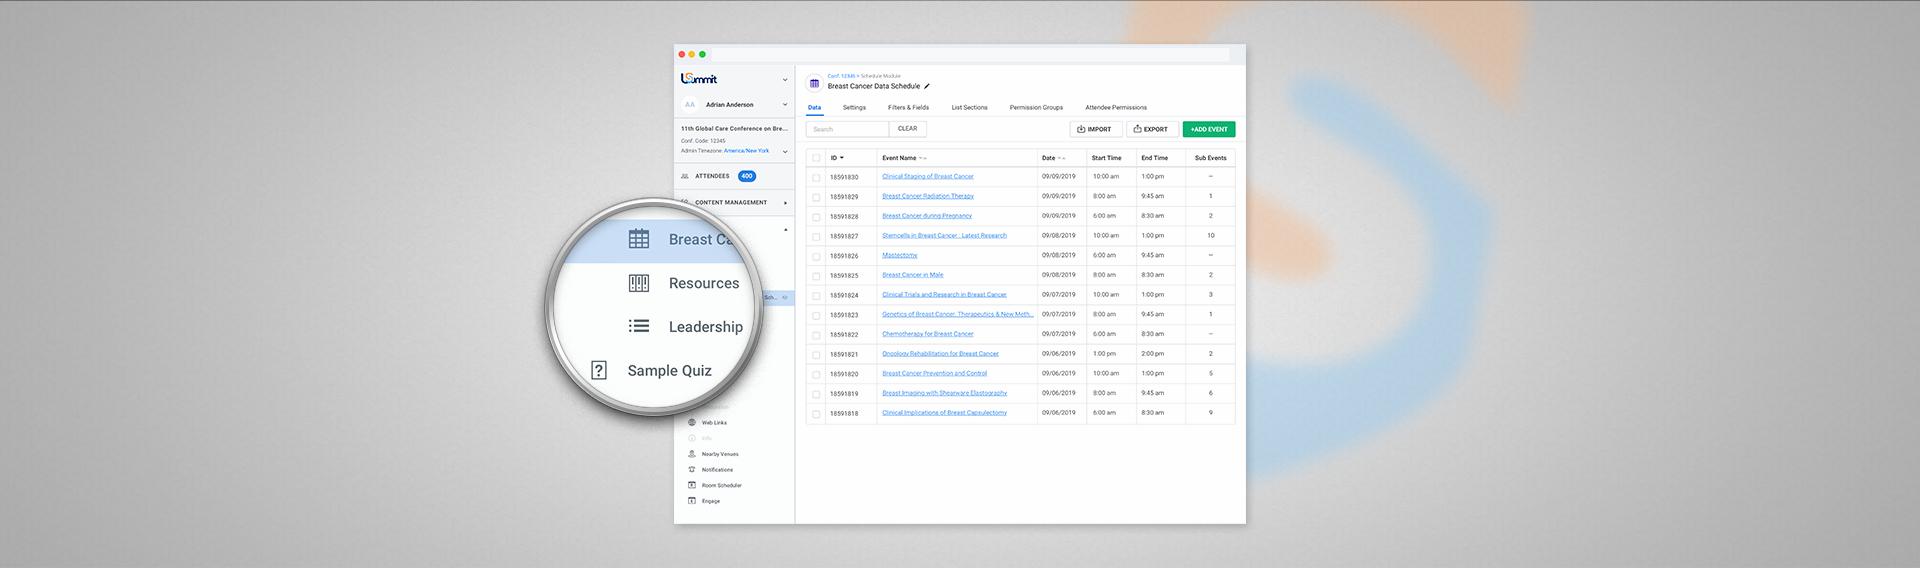 USummit
AA Adrian Anderson
11th Global Care Conference on Bre...
Conf. Code: 12345
Admin Timezone: America/New York
ATTENDEES 400
CONTENT MANAGEMENT
Breast Ca
Resources
Leadership
Sample Quiz
Sch...
Web Links
Info
Nearby Venues
Notifications
Room Scheduler
Engage
Conf. 12345 > Schedule Module
Breast Cancer Data Schedule
Data Settings Filters & Fields List Sections Permission Groups Attendee Permissions
Search CLEAR IMPORT EXPORT +ADD EVENT
ID Event Name Date Start Time End Time Sub Events
18591830 Clinical Staging of Breast Cancer 09/09/2019 10:00 am 1:00 pm --
18591829 Breast Cancer Radiation Therapy 09/09/2019 8:00 am 9:45 am 1
18591828 Breast Cancer during Pregnancy 09/09/2019 6:00 am 8:30 am 2
18591827 Stemcells in Breast Cancer : Latest Research 09/08/2019 10:00 am 1:00 pm 10
18591826 Mastectomy 09/08/2019 6:00 am 9:45 am --
18591825 Breast Cancer in Male 09/08/2019 8:00 am 8:30 am 2
18591824 Clinical Trials and Research in Breast Cancer 09/07/2019 10:00 am 1:00 pm 3
18591823 Genetics of Breast Cancer, Therapeutics & New Meth... 09/07/2019 8:00 am 9:45 am 1
18591822 Chemotherapy for Breast Cancer 09/07/2019 6:00 am 8:30 am --
18591821 Oncology Rehabilitation for Breast Cancer 09/06/2019 1:00 pm 2:00 pm 2
18591820 Breast Cancer Prevention and Control 09/06/2019 10:00 am 1:00 pm 5
18591819 Breast Imaging with Shearware Elastography 09/06/2019 8:00 am 9:45 am 6
18591818 Clinical Implications of Breast Capsulectomy 09/06/2019 6:00 am 8:30 am 9